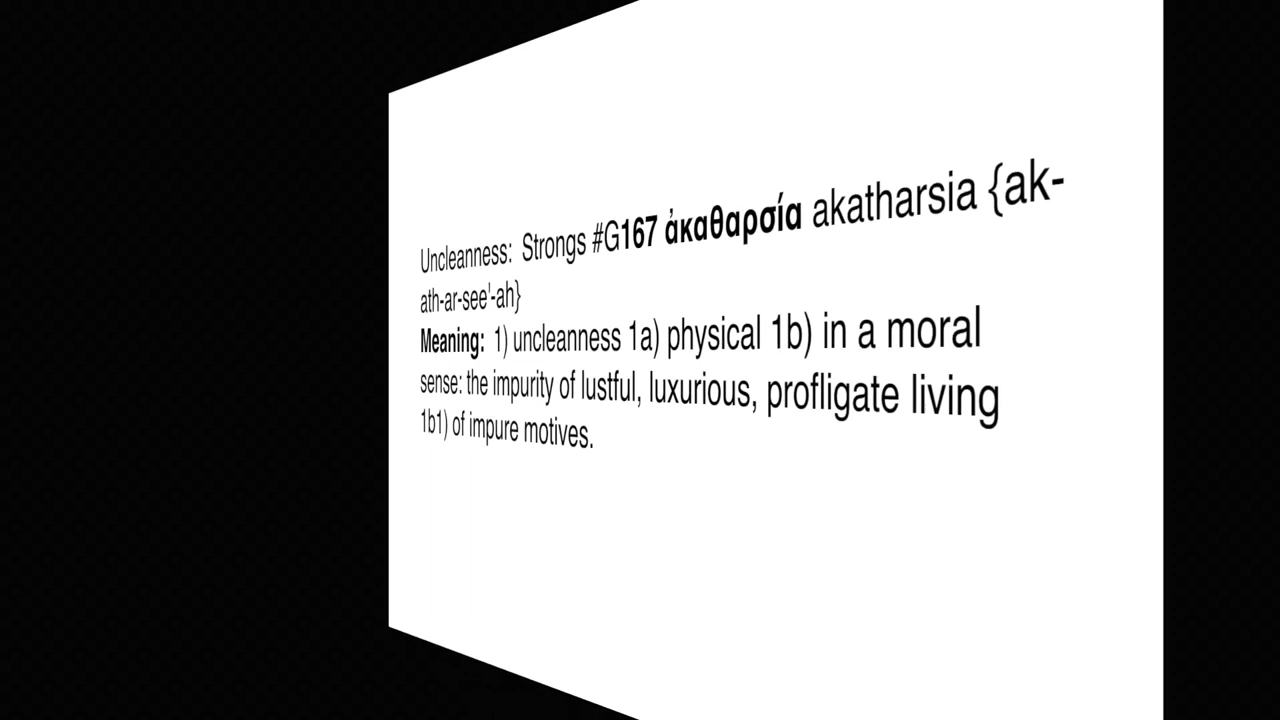 Uncleanness: Strongs #G167 ἀκαθαρσία akatharsia {ak-
ath-ar-see'-ah}
Meaning: 1) uncleanness 1a) physical 1b) in a moral
sense: the impurity of lustful, luxurious, profligate living
1b1) of impure motives.